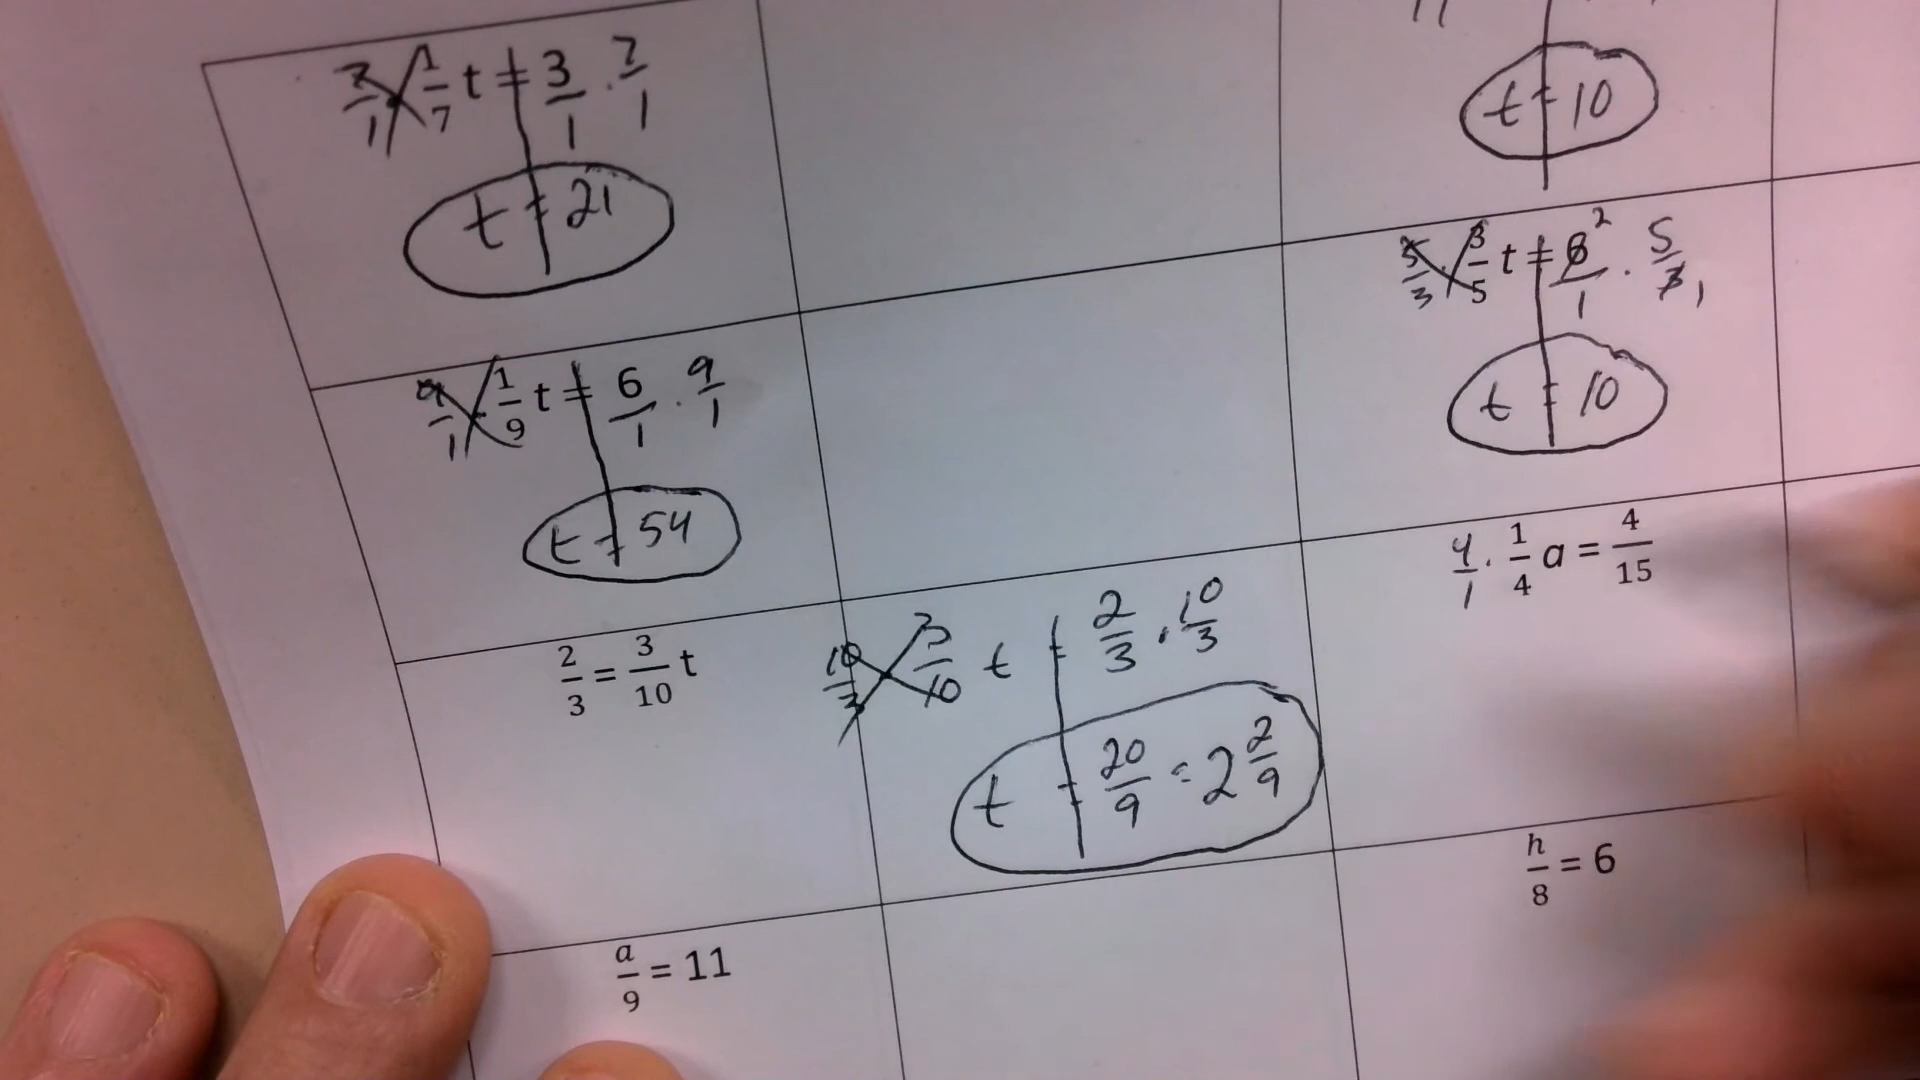 7/1 · 1/7 t = 3/1 · 7/1
t = 21
t = 10
9/1 · 1/9 t = 6/1 · 9/1
t = 54
5/3 · 3/5 t = 6/1 2 · 5/3 1
t = 10
2/3 = 3/10 t
10/3 3/10 t = 2/3 · 10/3
t = 20/9 = 2 2/9
4/1 · 1/4 a = 4/15
a/9 = 11
h/8 = 6